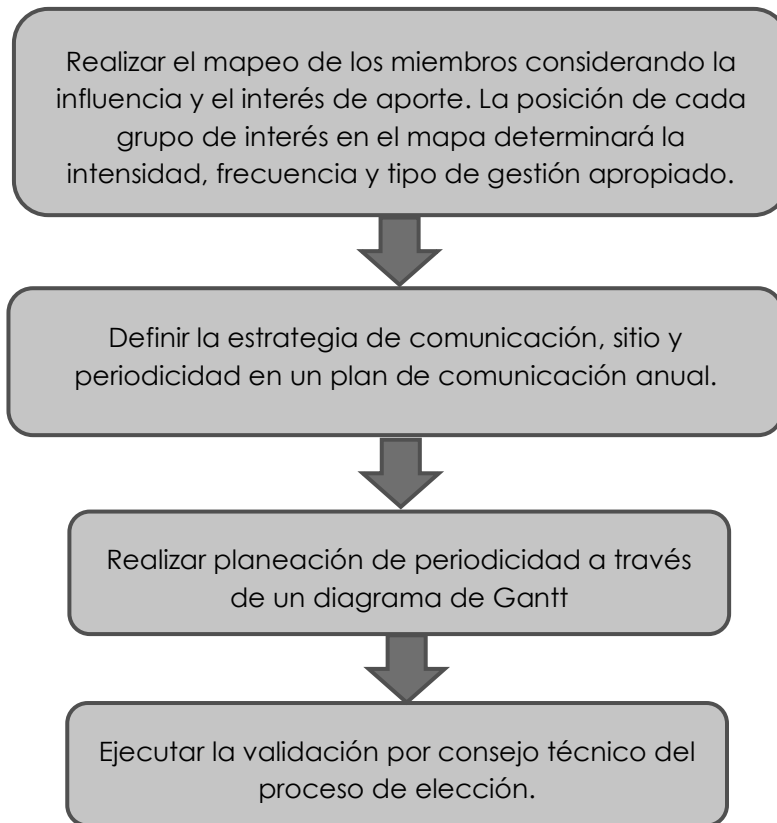 Realizar el mapeo de los miembros considerando la
influencia y el interés de aporte. La posición de cada
grupo de interés en el mapa determinará la
intensidad, frecuencia y tipo de gestión apropiado.
Definir la estrategia de comunicación, sitio y
periodicidad en un plan de comunicación anual.
Realizar planeación de periodicidad a través
de un diagrama de Gantt
Ejecutar la validación por consejo técnico del
proceso de elección.